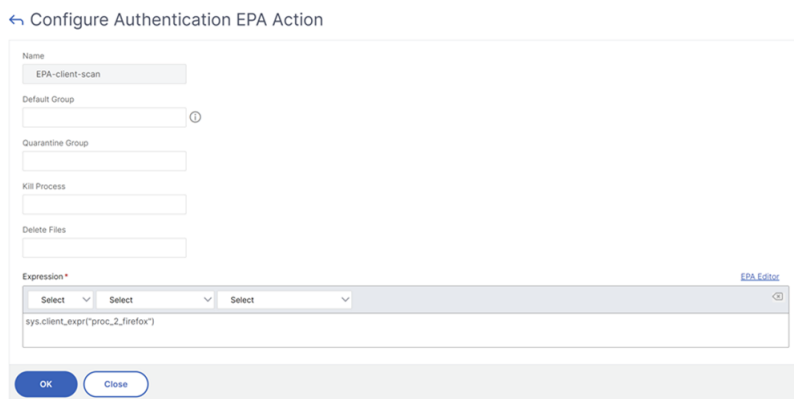 Configure Authentication EPA Action
Name
EPA-client-scan
Default Group
Quarantine Group
Kill Process
Delete Files
Expression*
EPA Editor
Select Select Select
sys.client_expr("proc_2_firefox")
OK Close